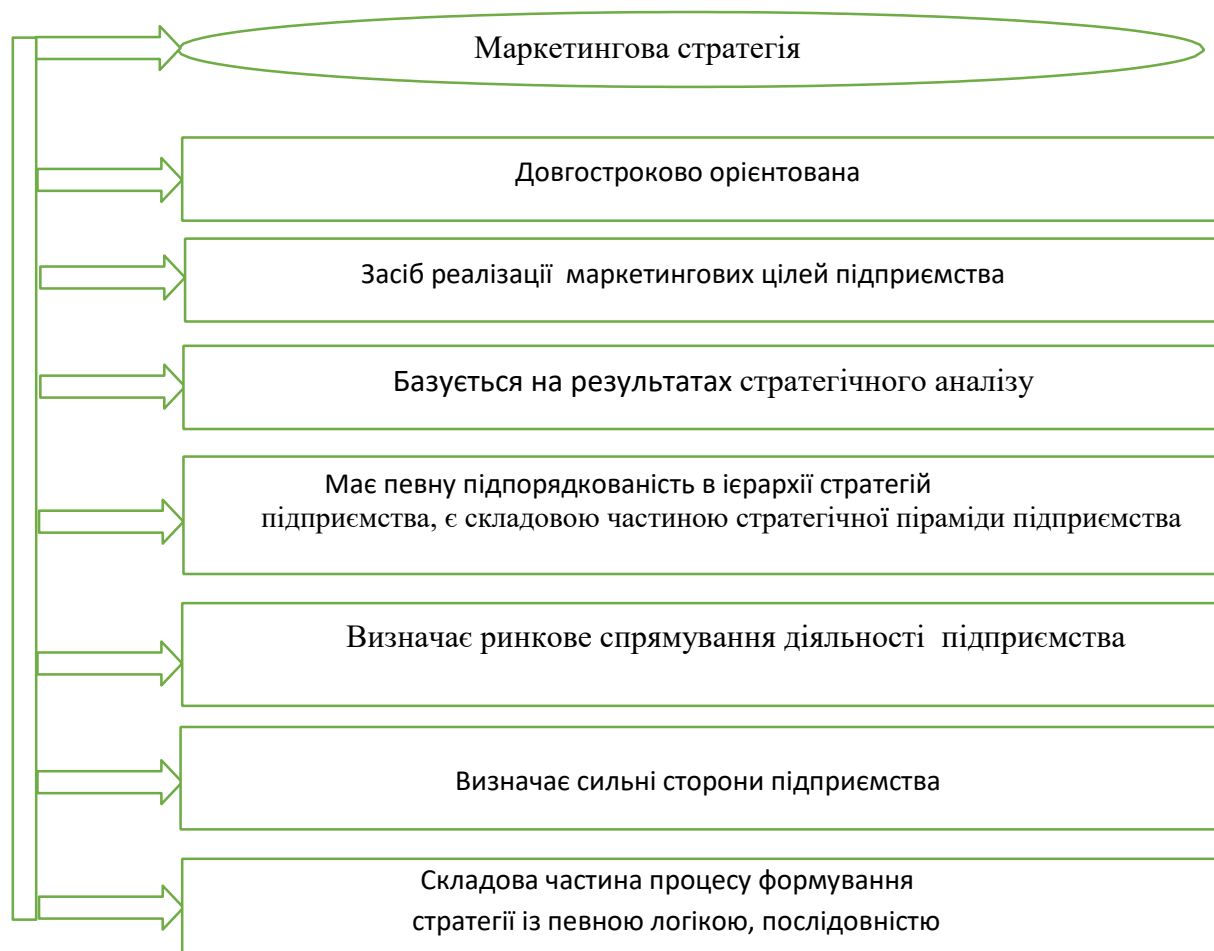 Маркетингова стратегія
Довгостроково орієнтована
Засіб реалізації маркетингових цілей підприємства
Базується на результатах стратегічного аналізу
Має певну підпорядкованість в ієрархії стратегій
підприємства, є складовою частиною стратегічної піраміди підприємства
Визначає ринкове спрямування діяльності підприємства
Визначає сильні сторони підприємства
Складова частина процесу формування
стратегії із певною логікою, послідовністю